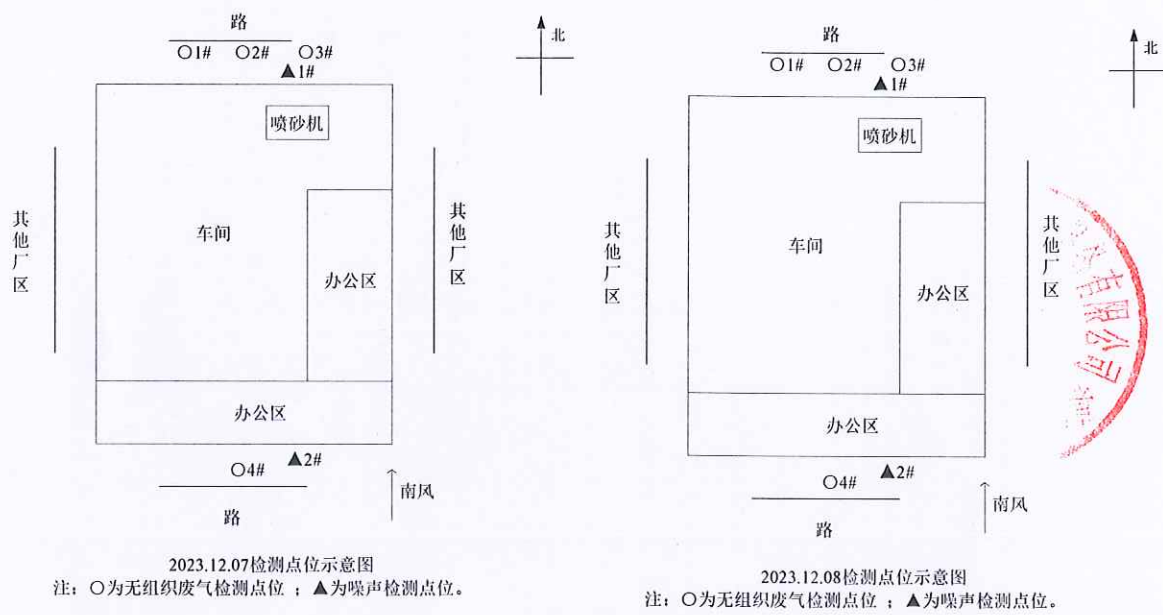 路
○1# ○2# ○3#
▲1#
北
喷砂机
其他厂区
车间
办公区
其他厂区
办公区
▲2#
○4#
南风
路
2023.12.07检测点位示意图
注：○为无组织废气检测点位 ；▲为噪声检测点位。
路
○1# ○2# ○3#
▲1#
北
喷砂机
其他厂区
车间
办公区
其他厂区
办公区
▲2#
○4#
南风
路
2023.12.08检测点位示意图
注：○为无组织废气检测点位 ；▲为噪声检测点位。
有限公司